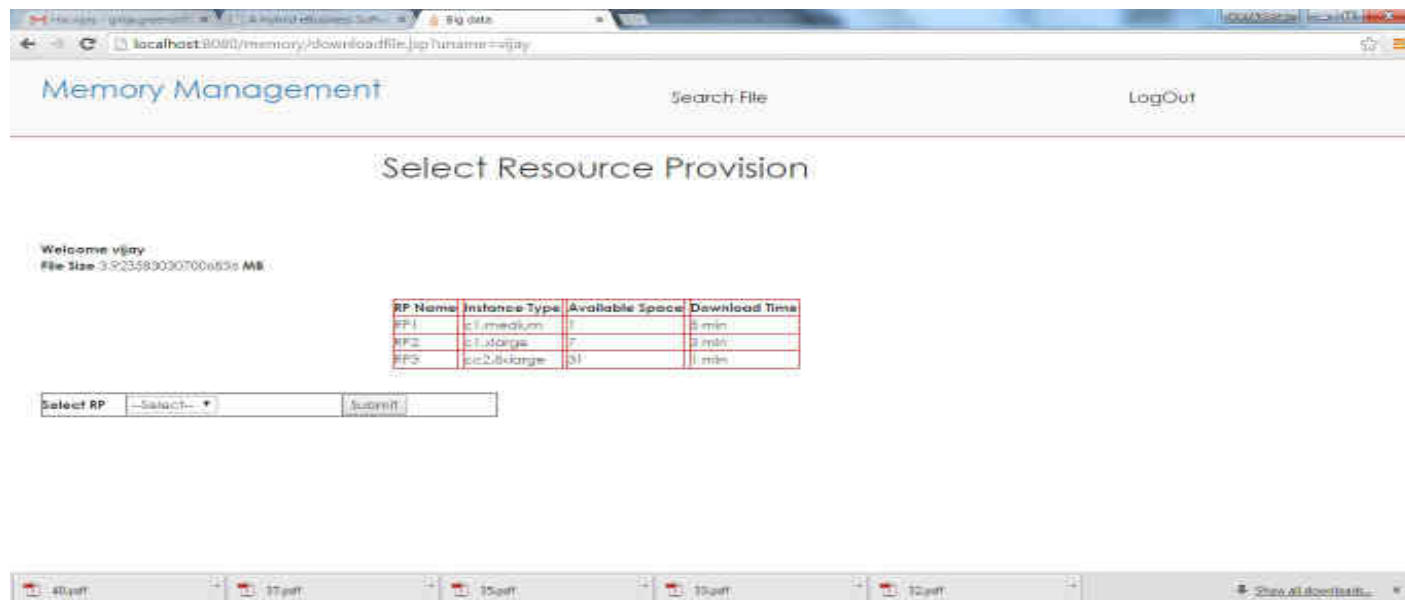 Big data
localhost:8080/memory/downloadfile.jsp?uname=vijay
Memory Management
Search File
LogOut
Select Resource Provision
Welcome vijay
File Size MB
RP Name Instance Type Available Space Download Time
RP1 c1.medium 1 min
RP2 c1.xlarge 7 3 min
RP3 cc2.8xlarge 31 1 min
Select RP --Select-- Submit
40.pdf 37.pdf 35.pdf 33.pdf 32.pdf Show all downloads...